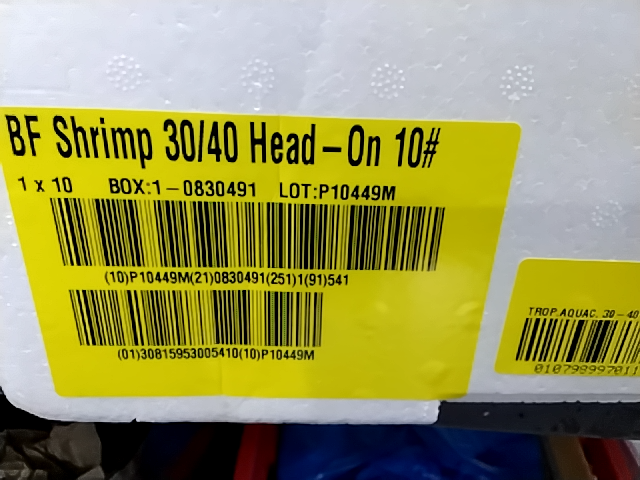 BF Shrimp 30/40 Head-On 10#
1 x 10 BOX:1-0830491 LOT:P10449M
(10)P10449M(21)0830491(251)1(91)541
(01)30815953005410(10)P10449M
TROP.AQUAC. 30-40
010798997011